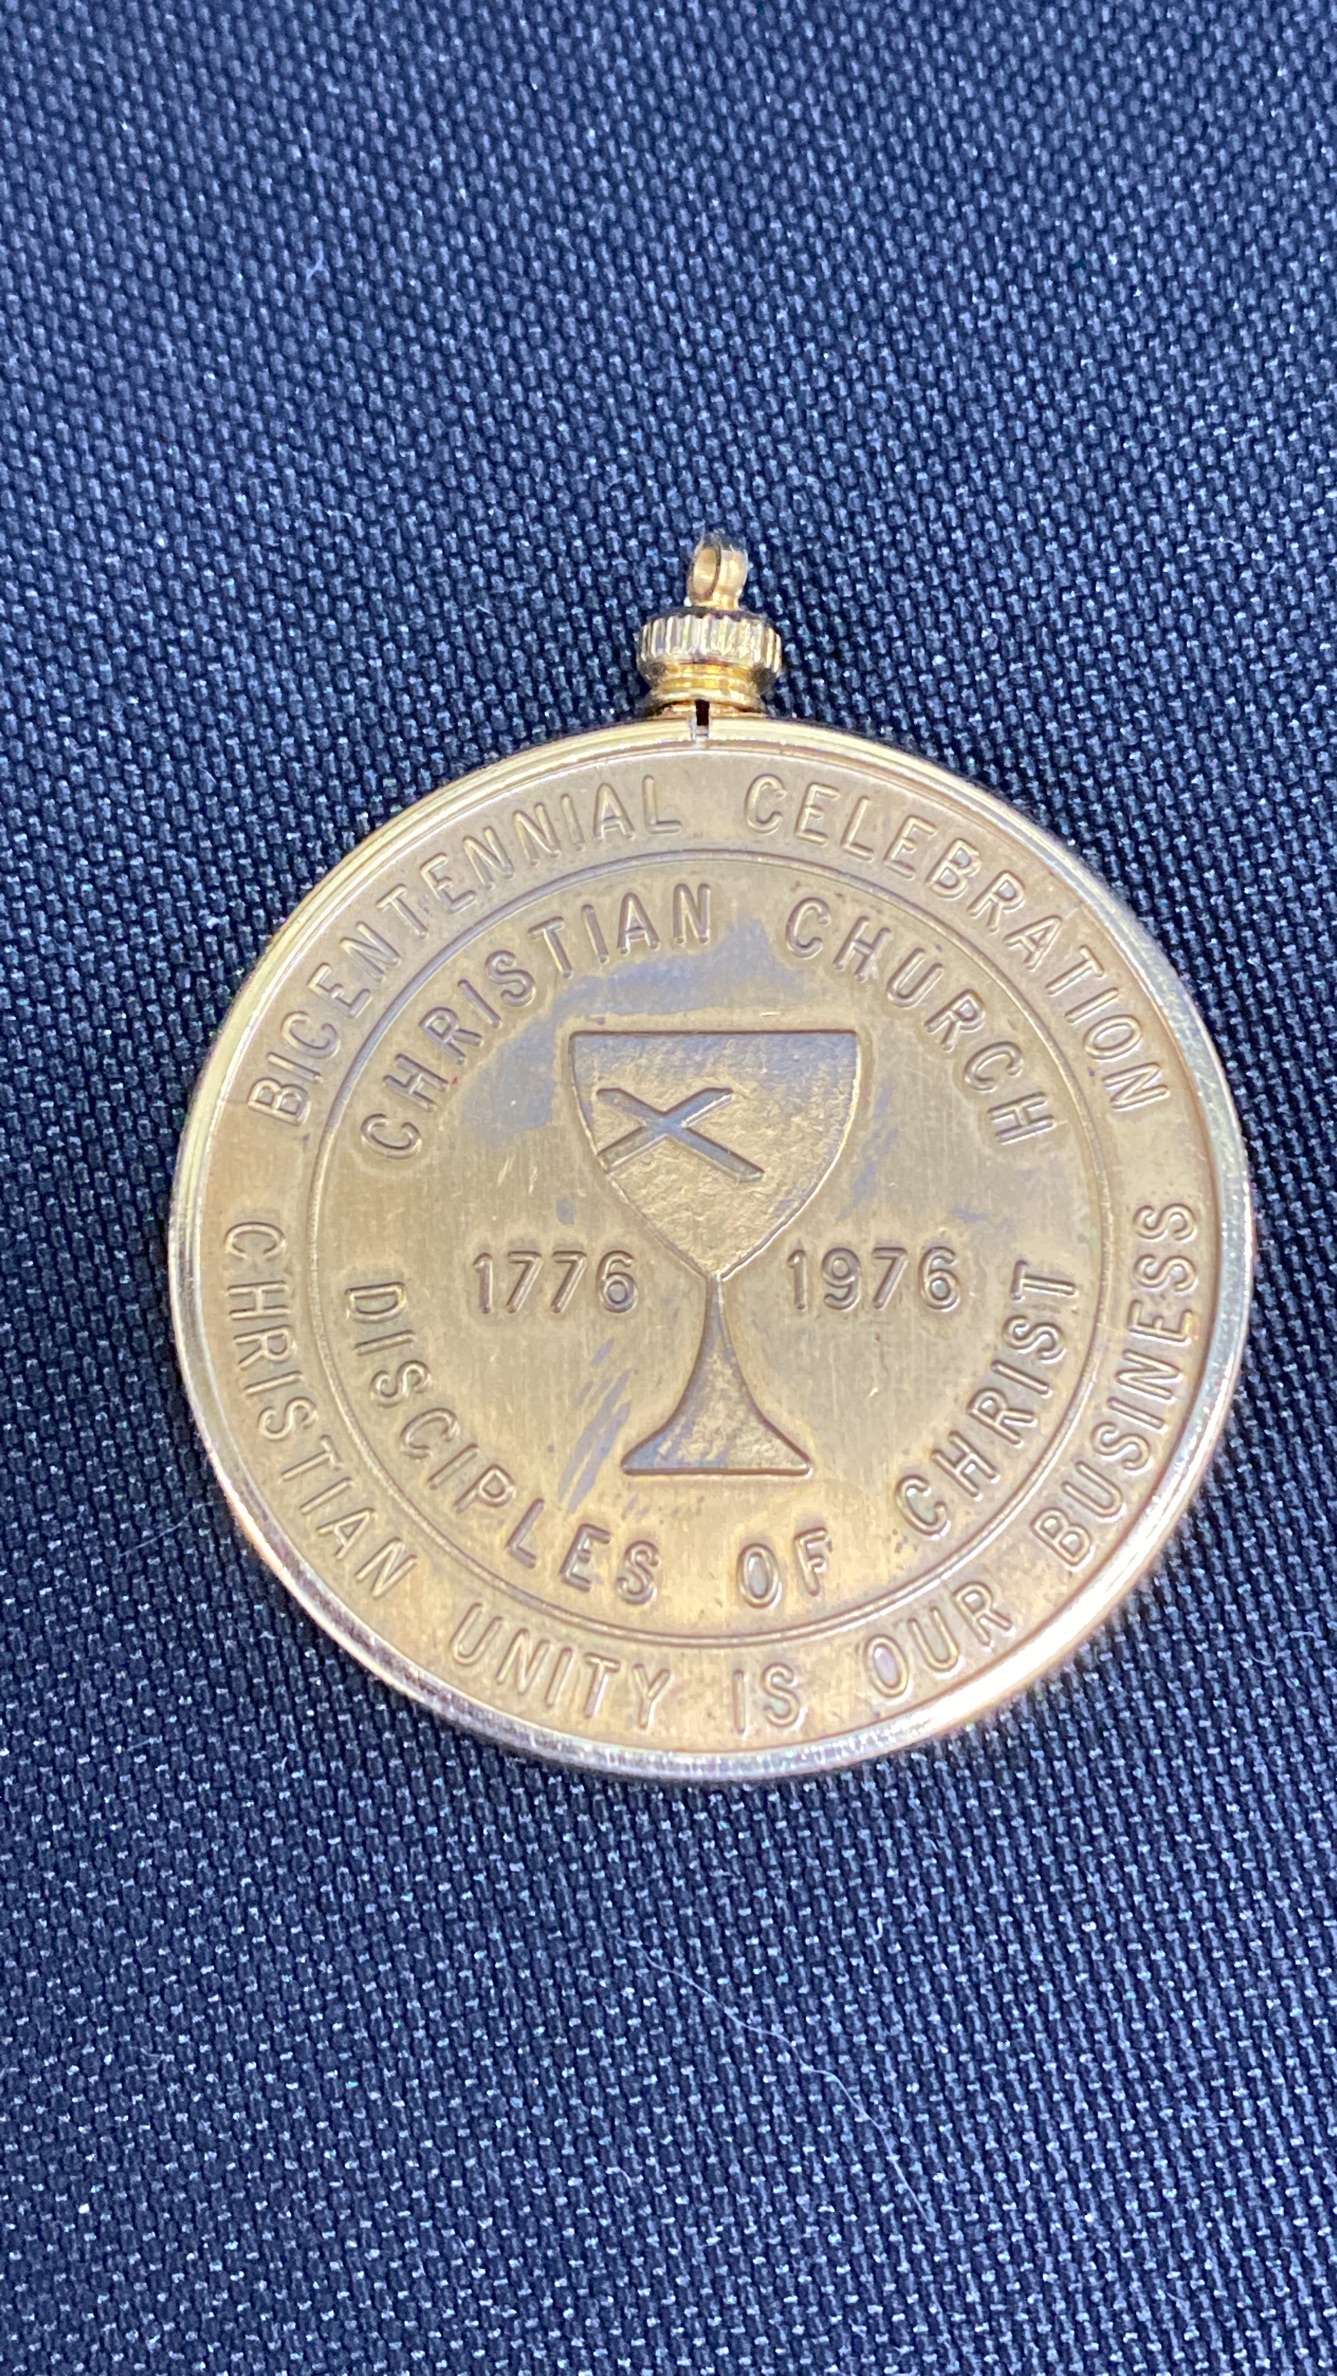 BICENTENNIAL CELEBRATION
CHRISTIAN CHURCH
1776 1976
DISCIPLES OF CHRIST
CHRISTIAN UNITY IS OUR BUSINESS